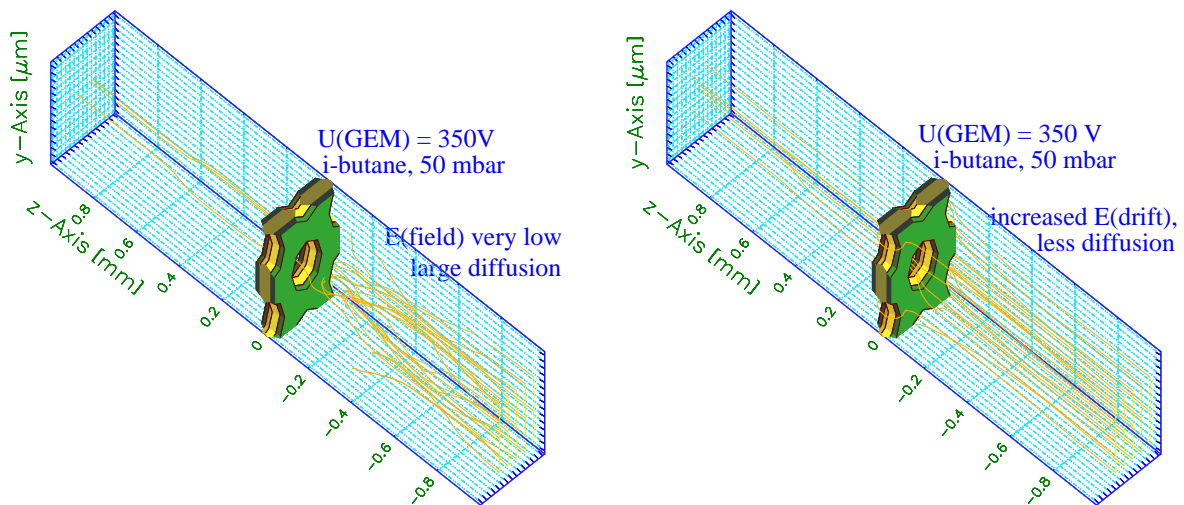 y−Axis [μm]
z−Axis [mm]
0.8
0.6
0.4
0.2
0
−0.2
−0.4
−0.6
−0.8
U(GEM) = 350V
i-butane, 50 mbar
E(field) very low
large diffusion
y−Axis [μm]
z−Axis [mm]
0.8
0.6
0.4
0.2
0
−0.2
−0.4
−0.6
−0.8
U(GEM) = 350 V
i-butane, 50 mbar
increased E(drift),
less diffusion